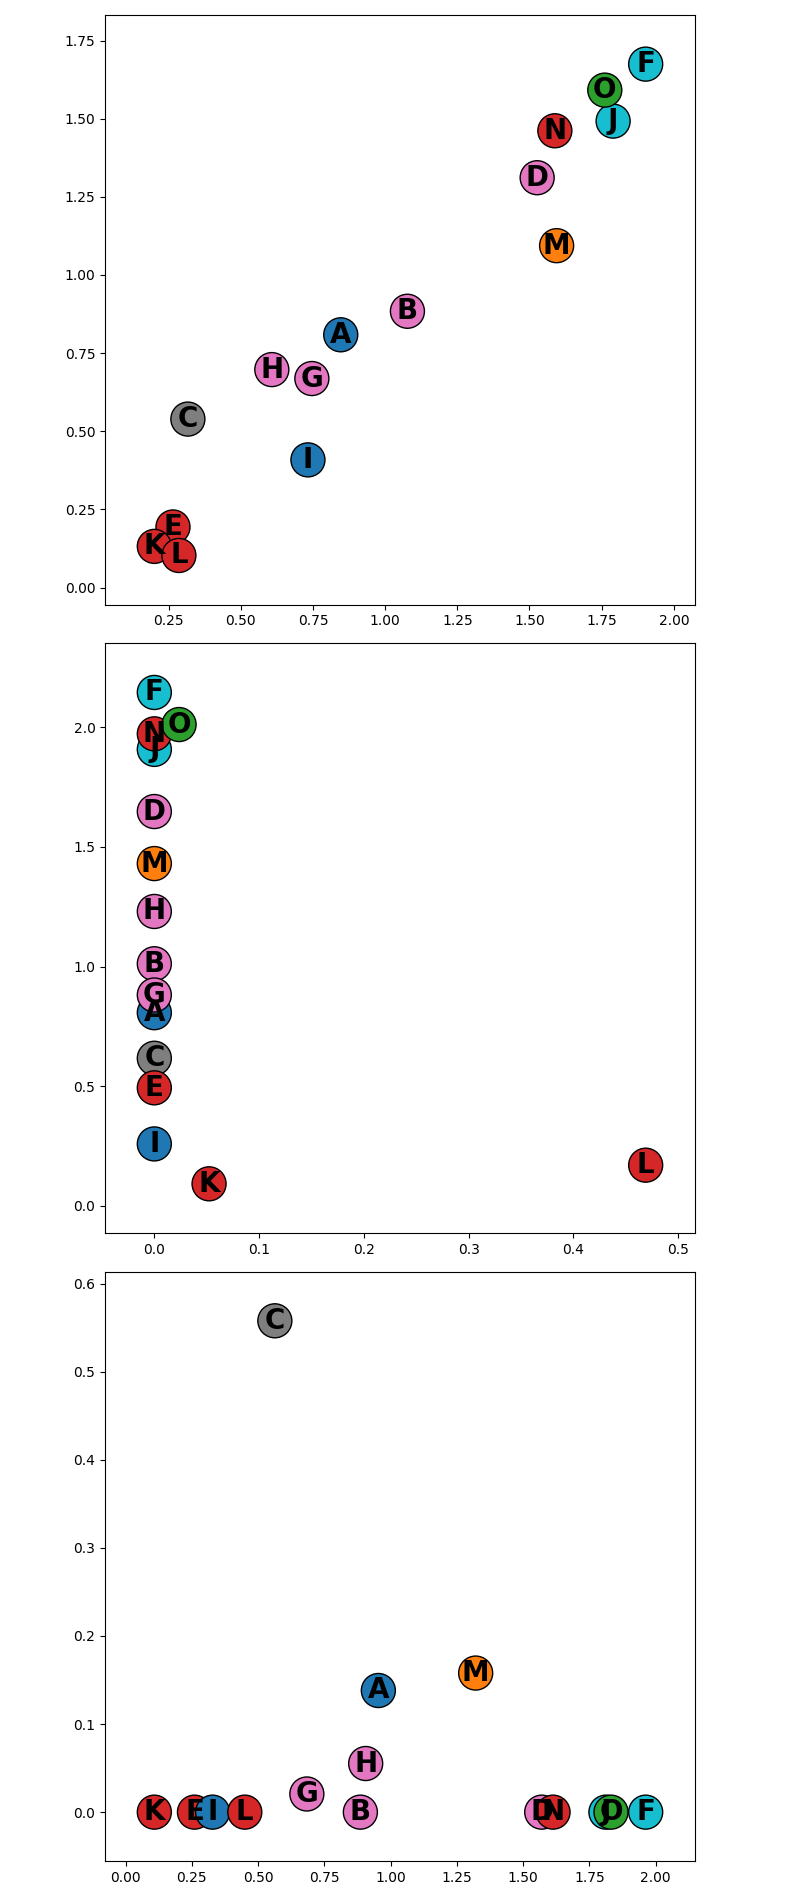 1.75
F
O
1.50
J
N
1.25
D
M
1.00
B
A
0.75
H
G
C
0.50
I
0.25
E
K
L
0.00
0.25 0.50 0.75 1.00 1.25 1.50 1.75 2.00
F
2.0
O
N
J
D
1.5
M
H
1.0
B
G
A
C
0.5
E
I
L
K
0.0
0.0 0.1 0.2 0.3 0.4 0.5
0.6
C
0.5
0.4
0.3
0.2
M
A
0.1
H
G
0.0 K E I L B D N J O F
0.00 0.25 0.50 0.75 1.00 1.25 1.50 1.75 2.00